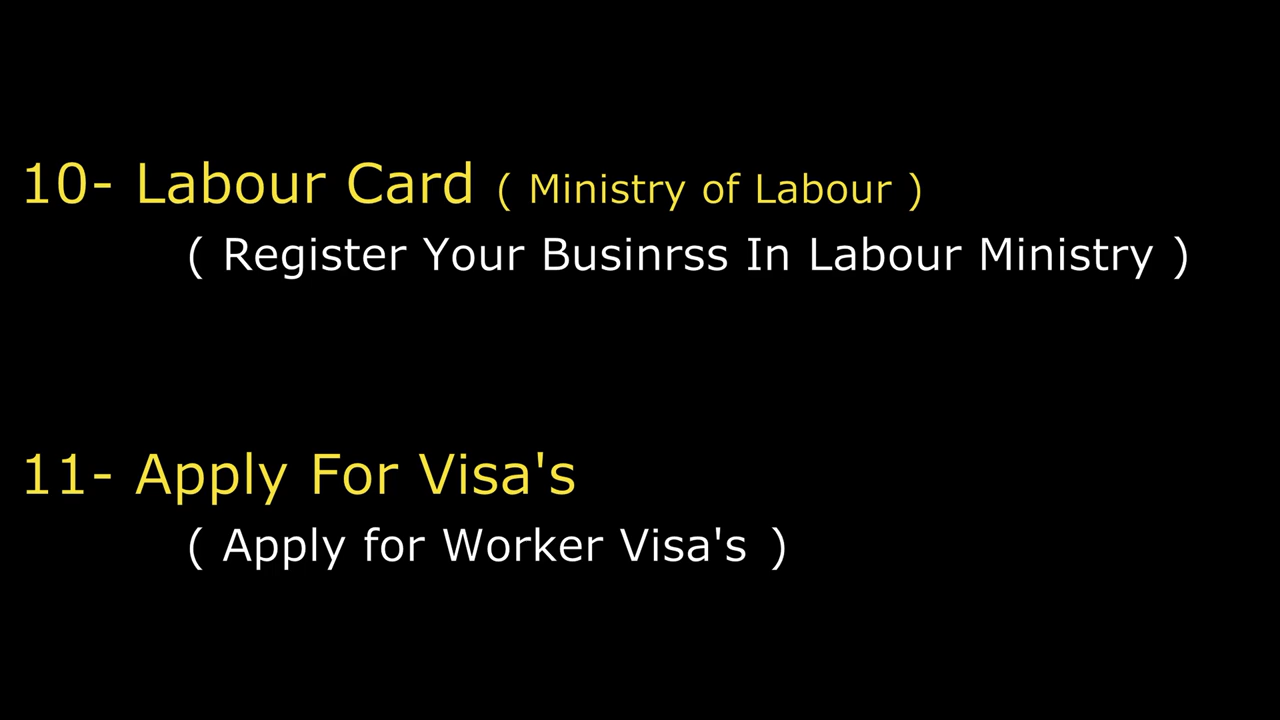 10- Labour Card ( Ministry of Labour )
( Register Your Businrss In Labour Ministry )
11- Apply For Visa's
( Apply for Worker Visa's )